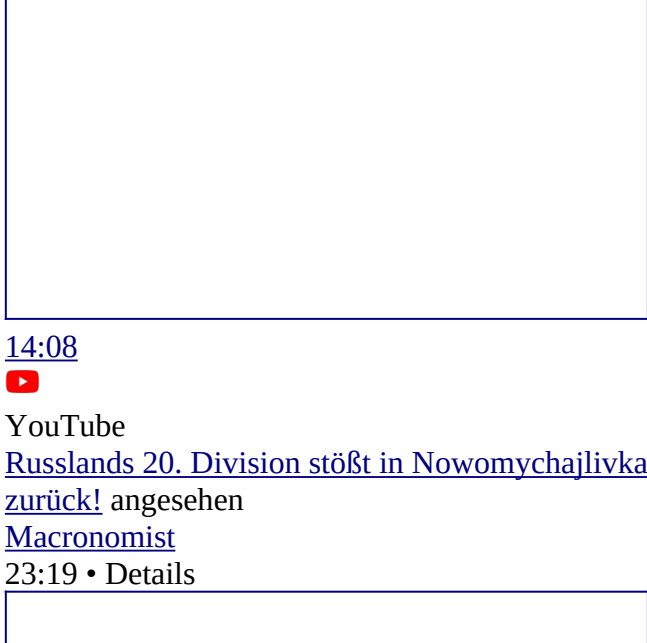 14:08
YouTube
Russlands 20. Division stößt in Nowomychajlivka
zurück! angesehen
Macronomist
23:19 • Details